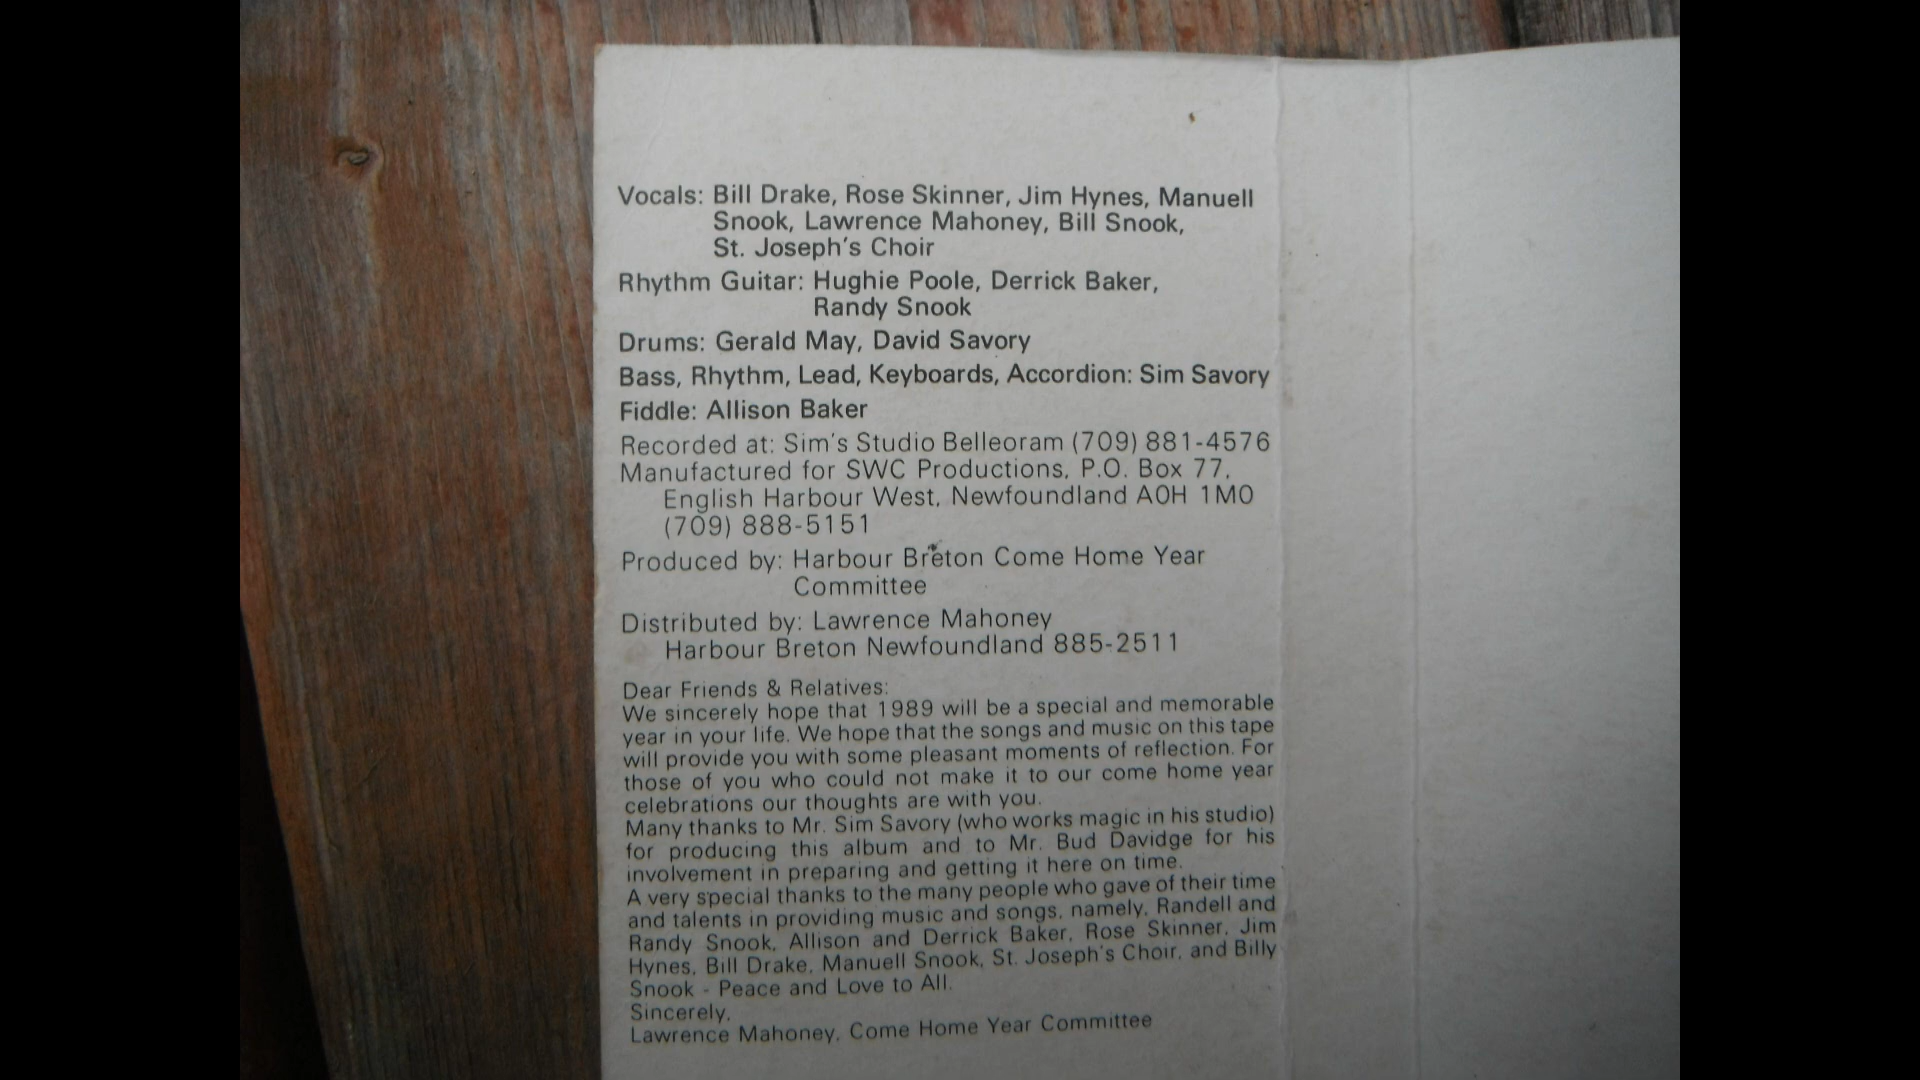 Vocals: Bill Drake, Rose Skinner, Jim Hynes, Manuell
Snook, Lawrence Mahoney, Bill Snook,
St. Joseph's Choir
Rhythm Guitar: Hughie Poole, Derrick Baker,
Randy Snook
Drums: Gerald May, David Savory
Bass, Rhythm, Lead, Keyboards, Accordion: Sim Savory
Fiddle: Allison Baker
Recorded at: Sim's Studio Belleoram (709) 881-4576
Manufactured for SWC Productions, P.O. Box 77,
English Harbour West, Newfoundland A0H 1M0
(709) 888-5151
Produced by: Harbour Breton Come Home Year
Committee
Distributed by: Lawrence Mahoney
Harbour Breton Newfoundland 885-2511
Dear Friends & Relatives:
We sincerely hope that 1989 will be a special and memorable
year in your life. We hope that the songs and music on this tape
will provide you with some pleasant moments of reflection. For
those of you who could not make it to our come home year
celebrations our thoughts are with you.
Many thanks to Mr. Sim Savory (who works magic in his studio)
for producing this album and to Mr. Bud Davidge for his
involvement in preparing and getting it here on time.
A very special thanks to the many people who gave of their time
and talents in providing music and songs, namely, Randell and
Randy Snook, Allison and Derrick Baker, Rose Skinner, Jim
Hynes, Bill Drake, Manuell Snook, St. Joseph's Choir, and Billy
Snook - Peace and Love to All.
Sincerely,
Lawrence Mahoney, Come Home Year Committee